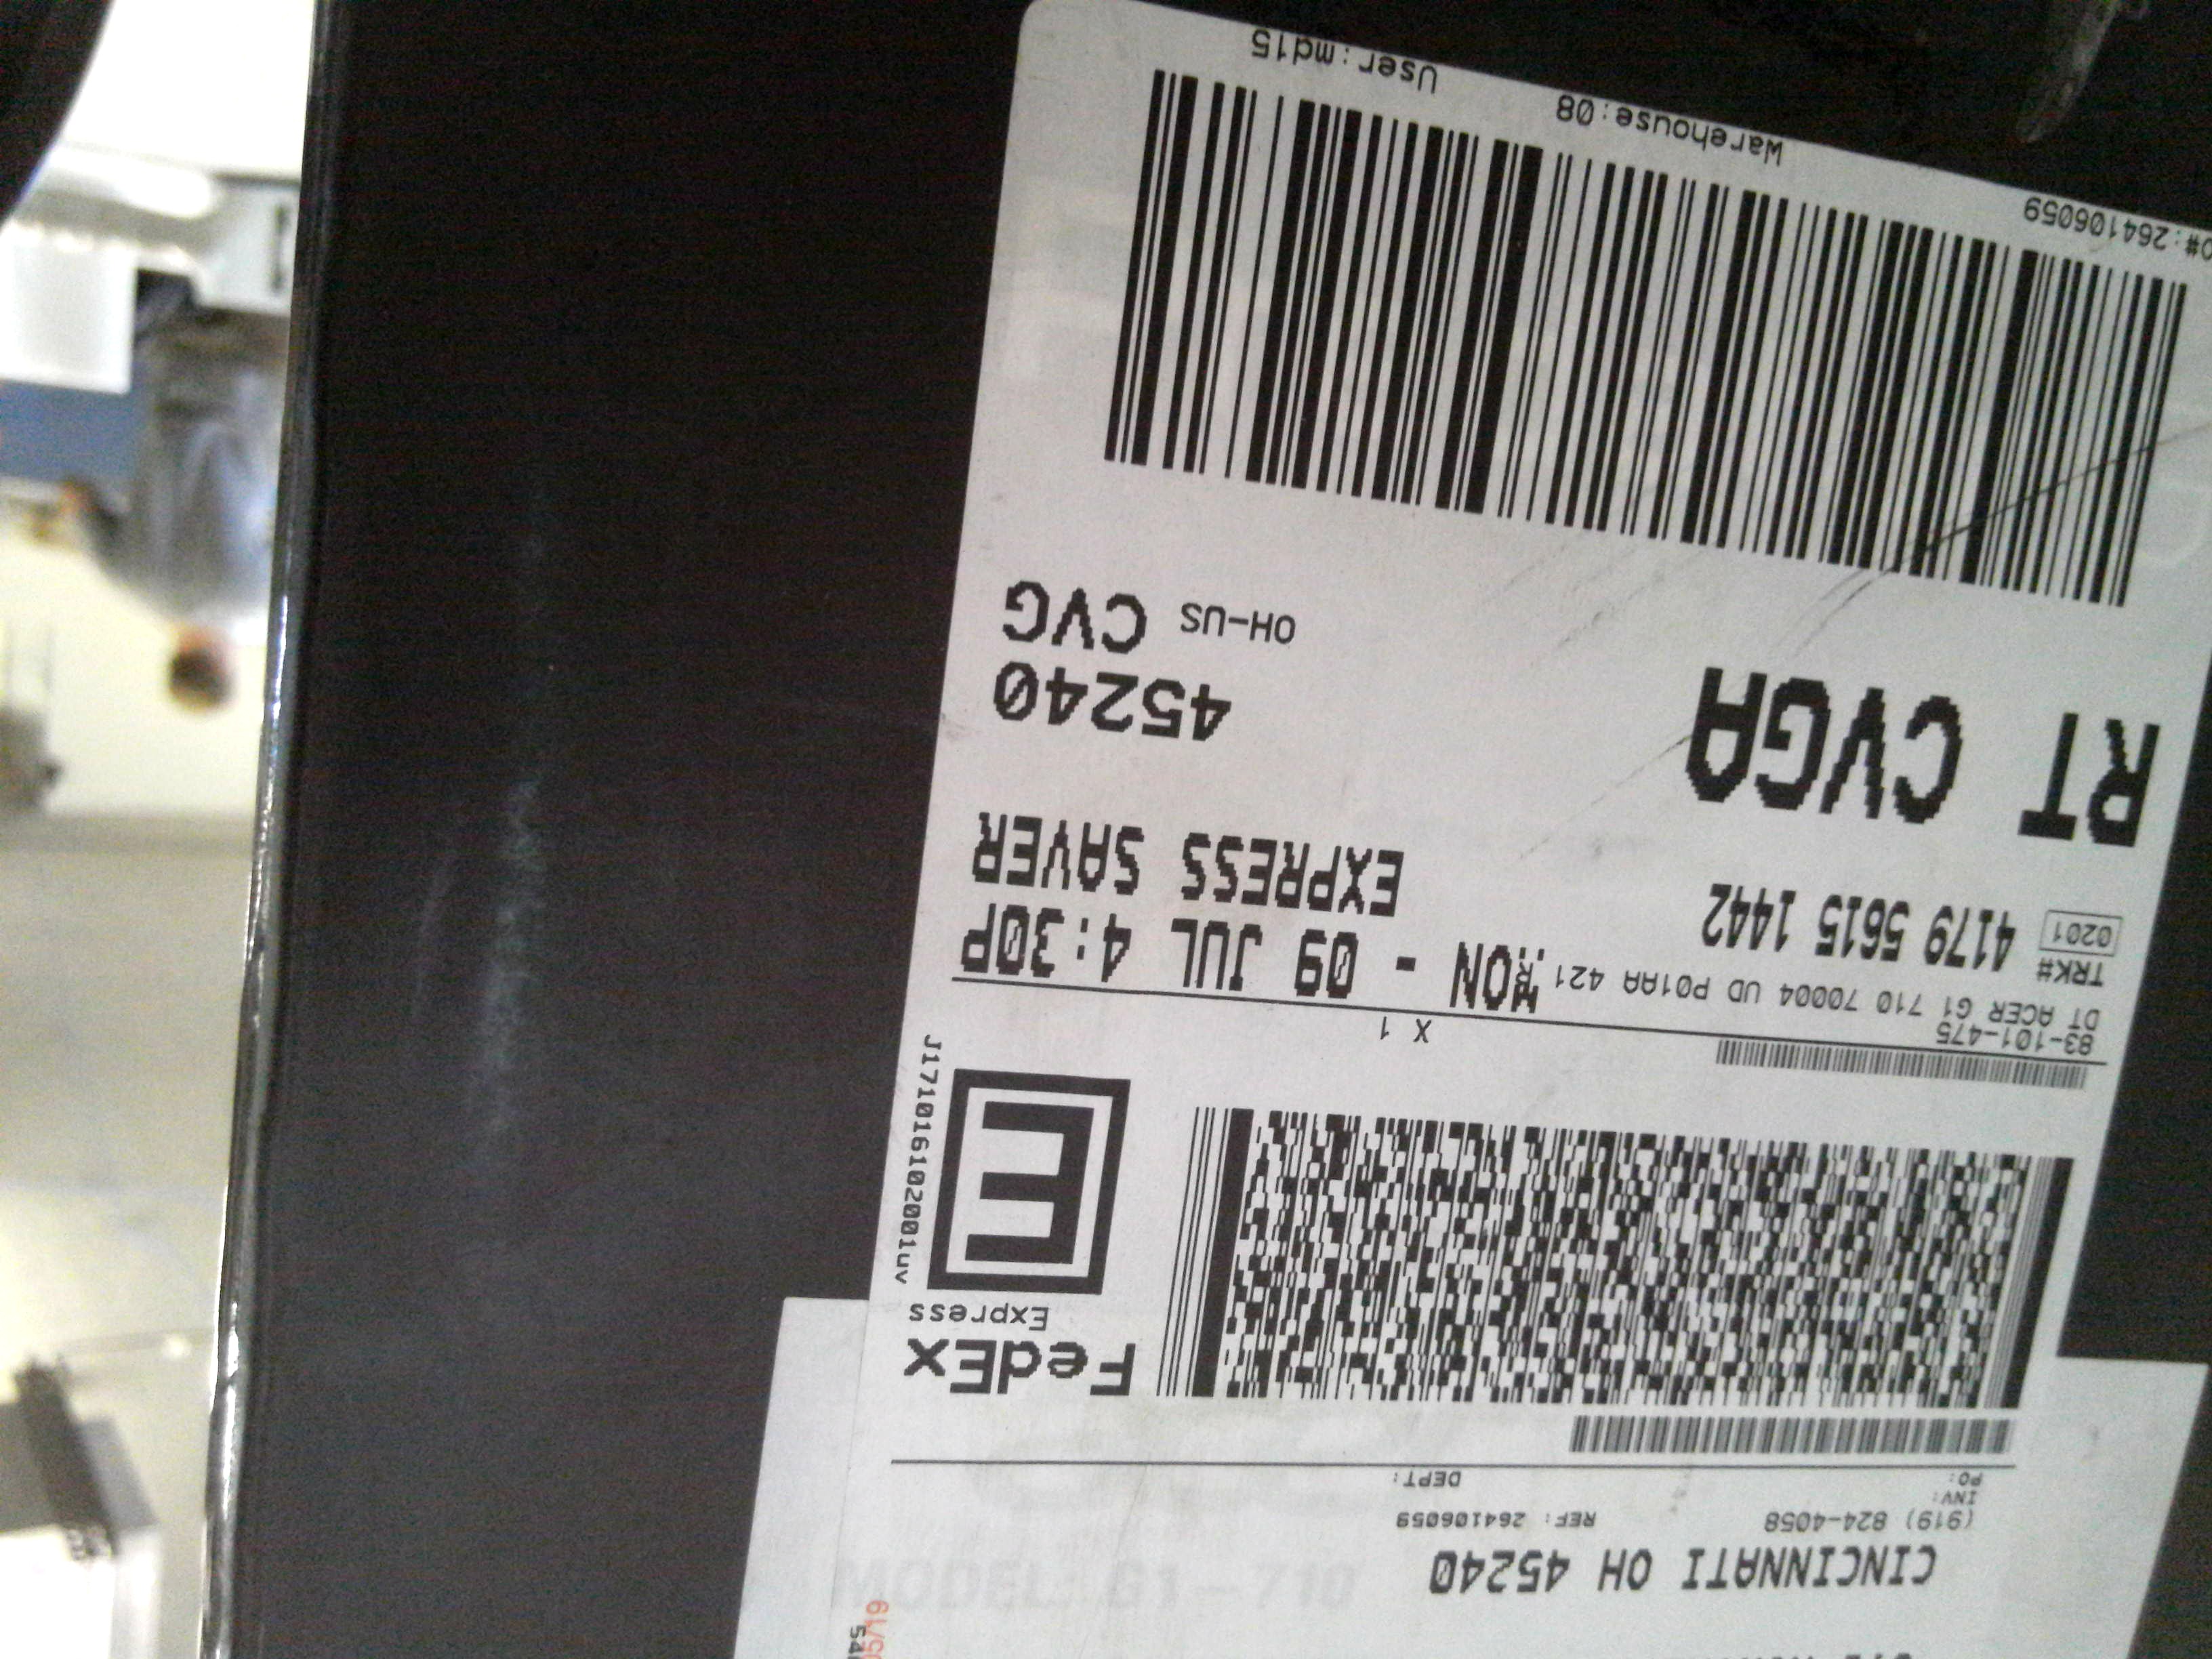 CINCINNATI OH 45240
(919) 824-4058 REF: 264106059
INV:
PO: DEPT:
FedEx
Express
E
J171016102001uv
83-101-475
DT ACER G1 710 70004 UD P01AA 421
X 1
TRK#
0201
4179 5615 1442
MON - 09 JUL 4:30P
EXPRESS SAVER
RT CVGA
45240
OH-US CVG
#:264106059
Warehouse:08
User:md15
MODEL: G1-710